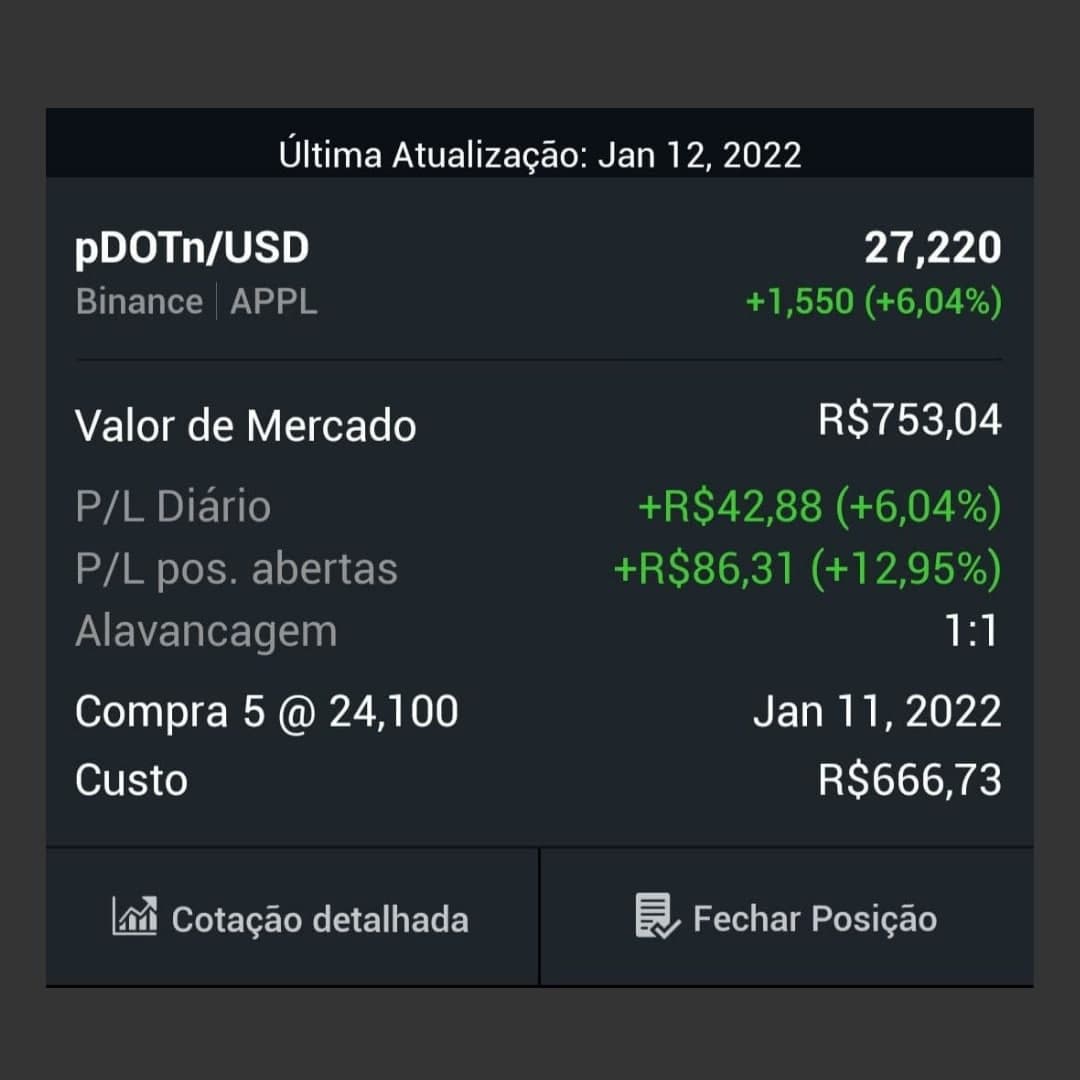 Última Atualização: Jan 12, 2022
pDOTn/USD 27,220
Binance | APPL +1,550 (+6,04%)
Valor de Mercado R$753,04
P/L Diário +R$42,88 (+6,04%)
P/L pos. abertas +R$86,31 (+12,95%)
Alavancagem 1:1
Compra 5 @ 24,100 Jan 11, 2022
Custo R$666,73
Cotação detalhada Fechar Posição